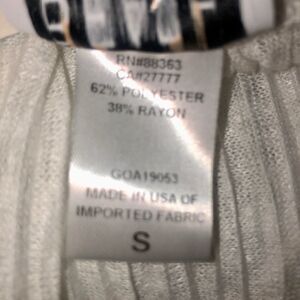 RN#88363
CA#27777
62% POLYESTER
38% RAYON
GOA19053
MADE IN USA OF
IMPORTED FABRIC
S